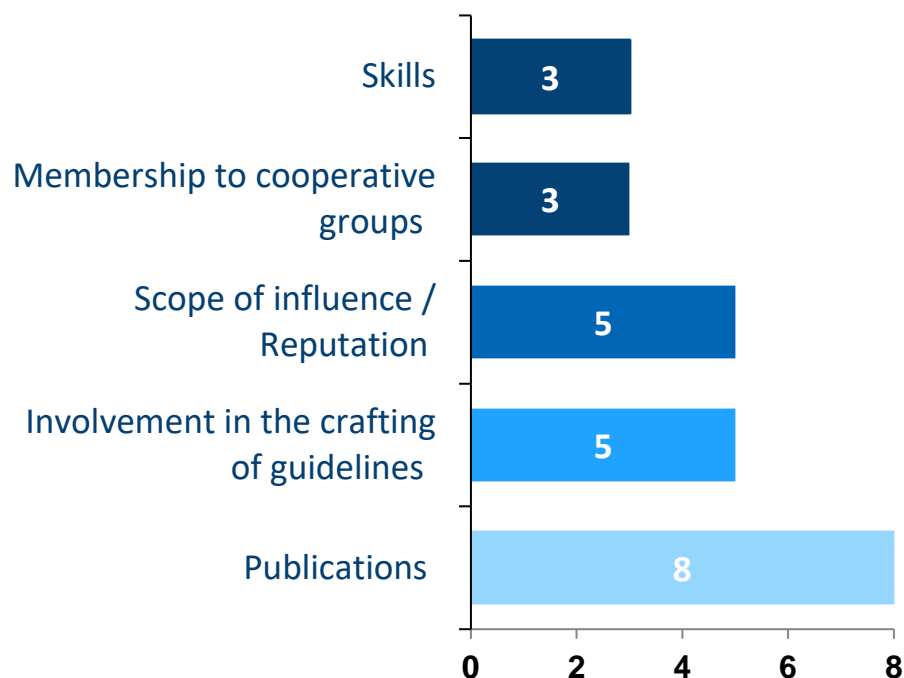 Skills
3
Membership to cooperative
groups
3
Scope of influence /
Reputation
5
Involvement in the crafting
of guidelines
5
Publications
8
0 2 4 6 8